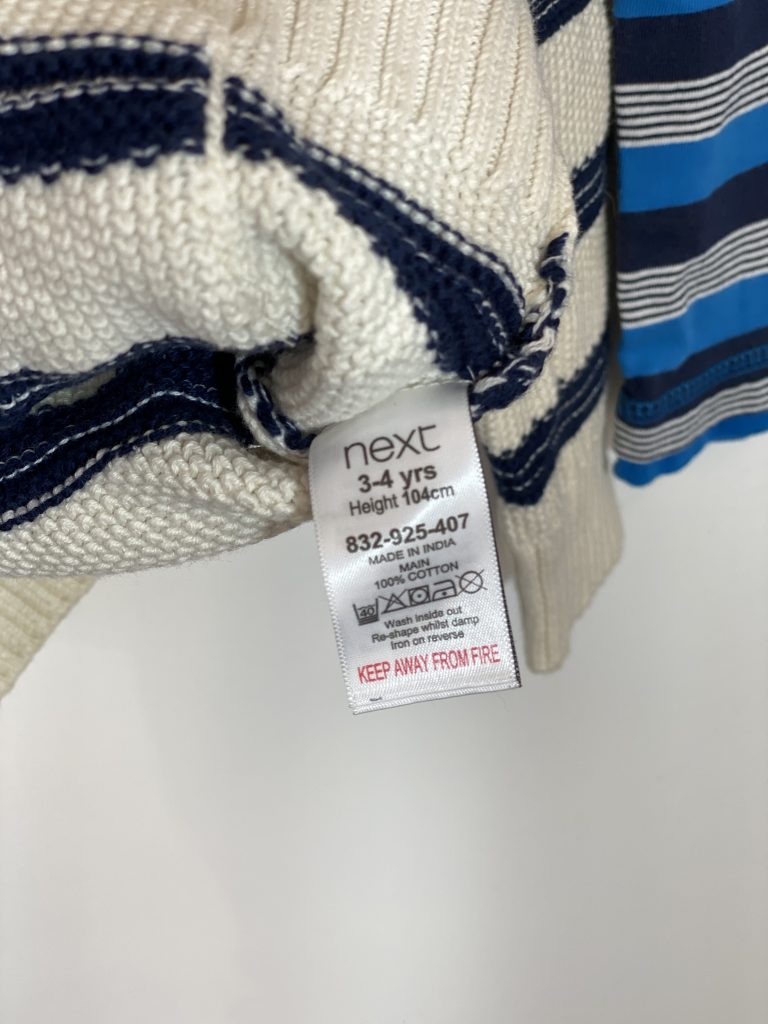 next
3-4 yrs
Height 104cm
832-925-407
MADE IN INDIA
MAIN
100% COTTON
40
Wash inside out
Re-shape whilst damp
Iron on reverse
KEEP AWAY FROM FIRE